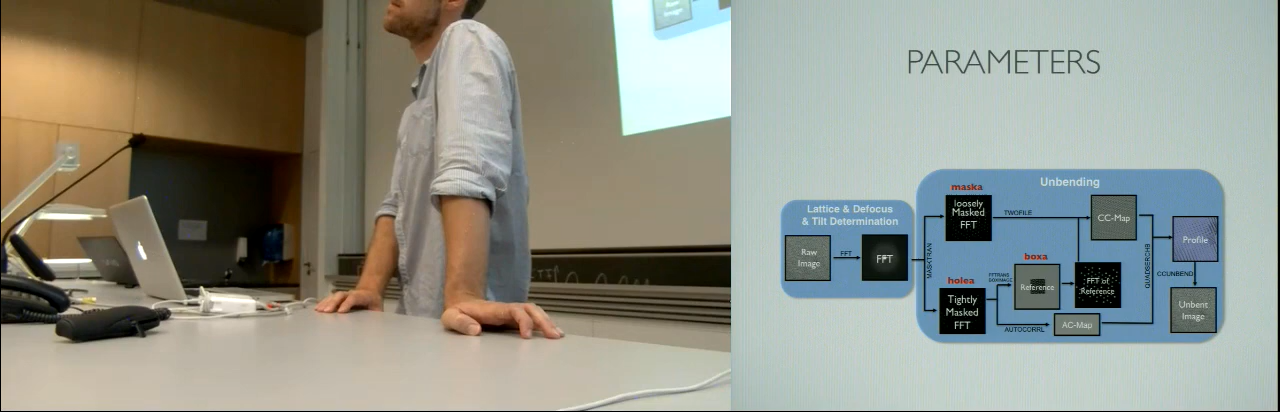 PARAMETERS
Lattice & Defocus
& Tilt Determination
Raw
Image
FFT
FFT
Unbending
maska
loosely
Masked
FFT
TWOFILE
CC-Map
MASKTRAN
boxa
Reference
FFT of
Reference
QUADSERCHB
Profile
CCUNBEND
holea
Tightly
Masked
FFT
AUTOCORRL
AC-Map
Unbent
Image